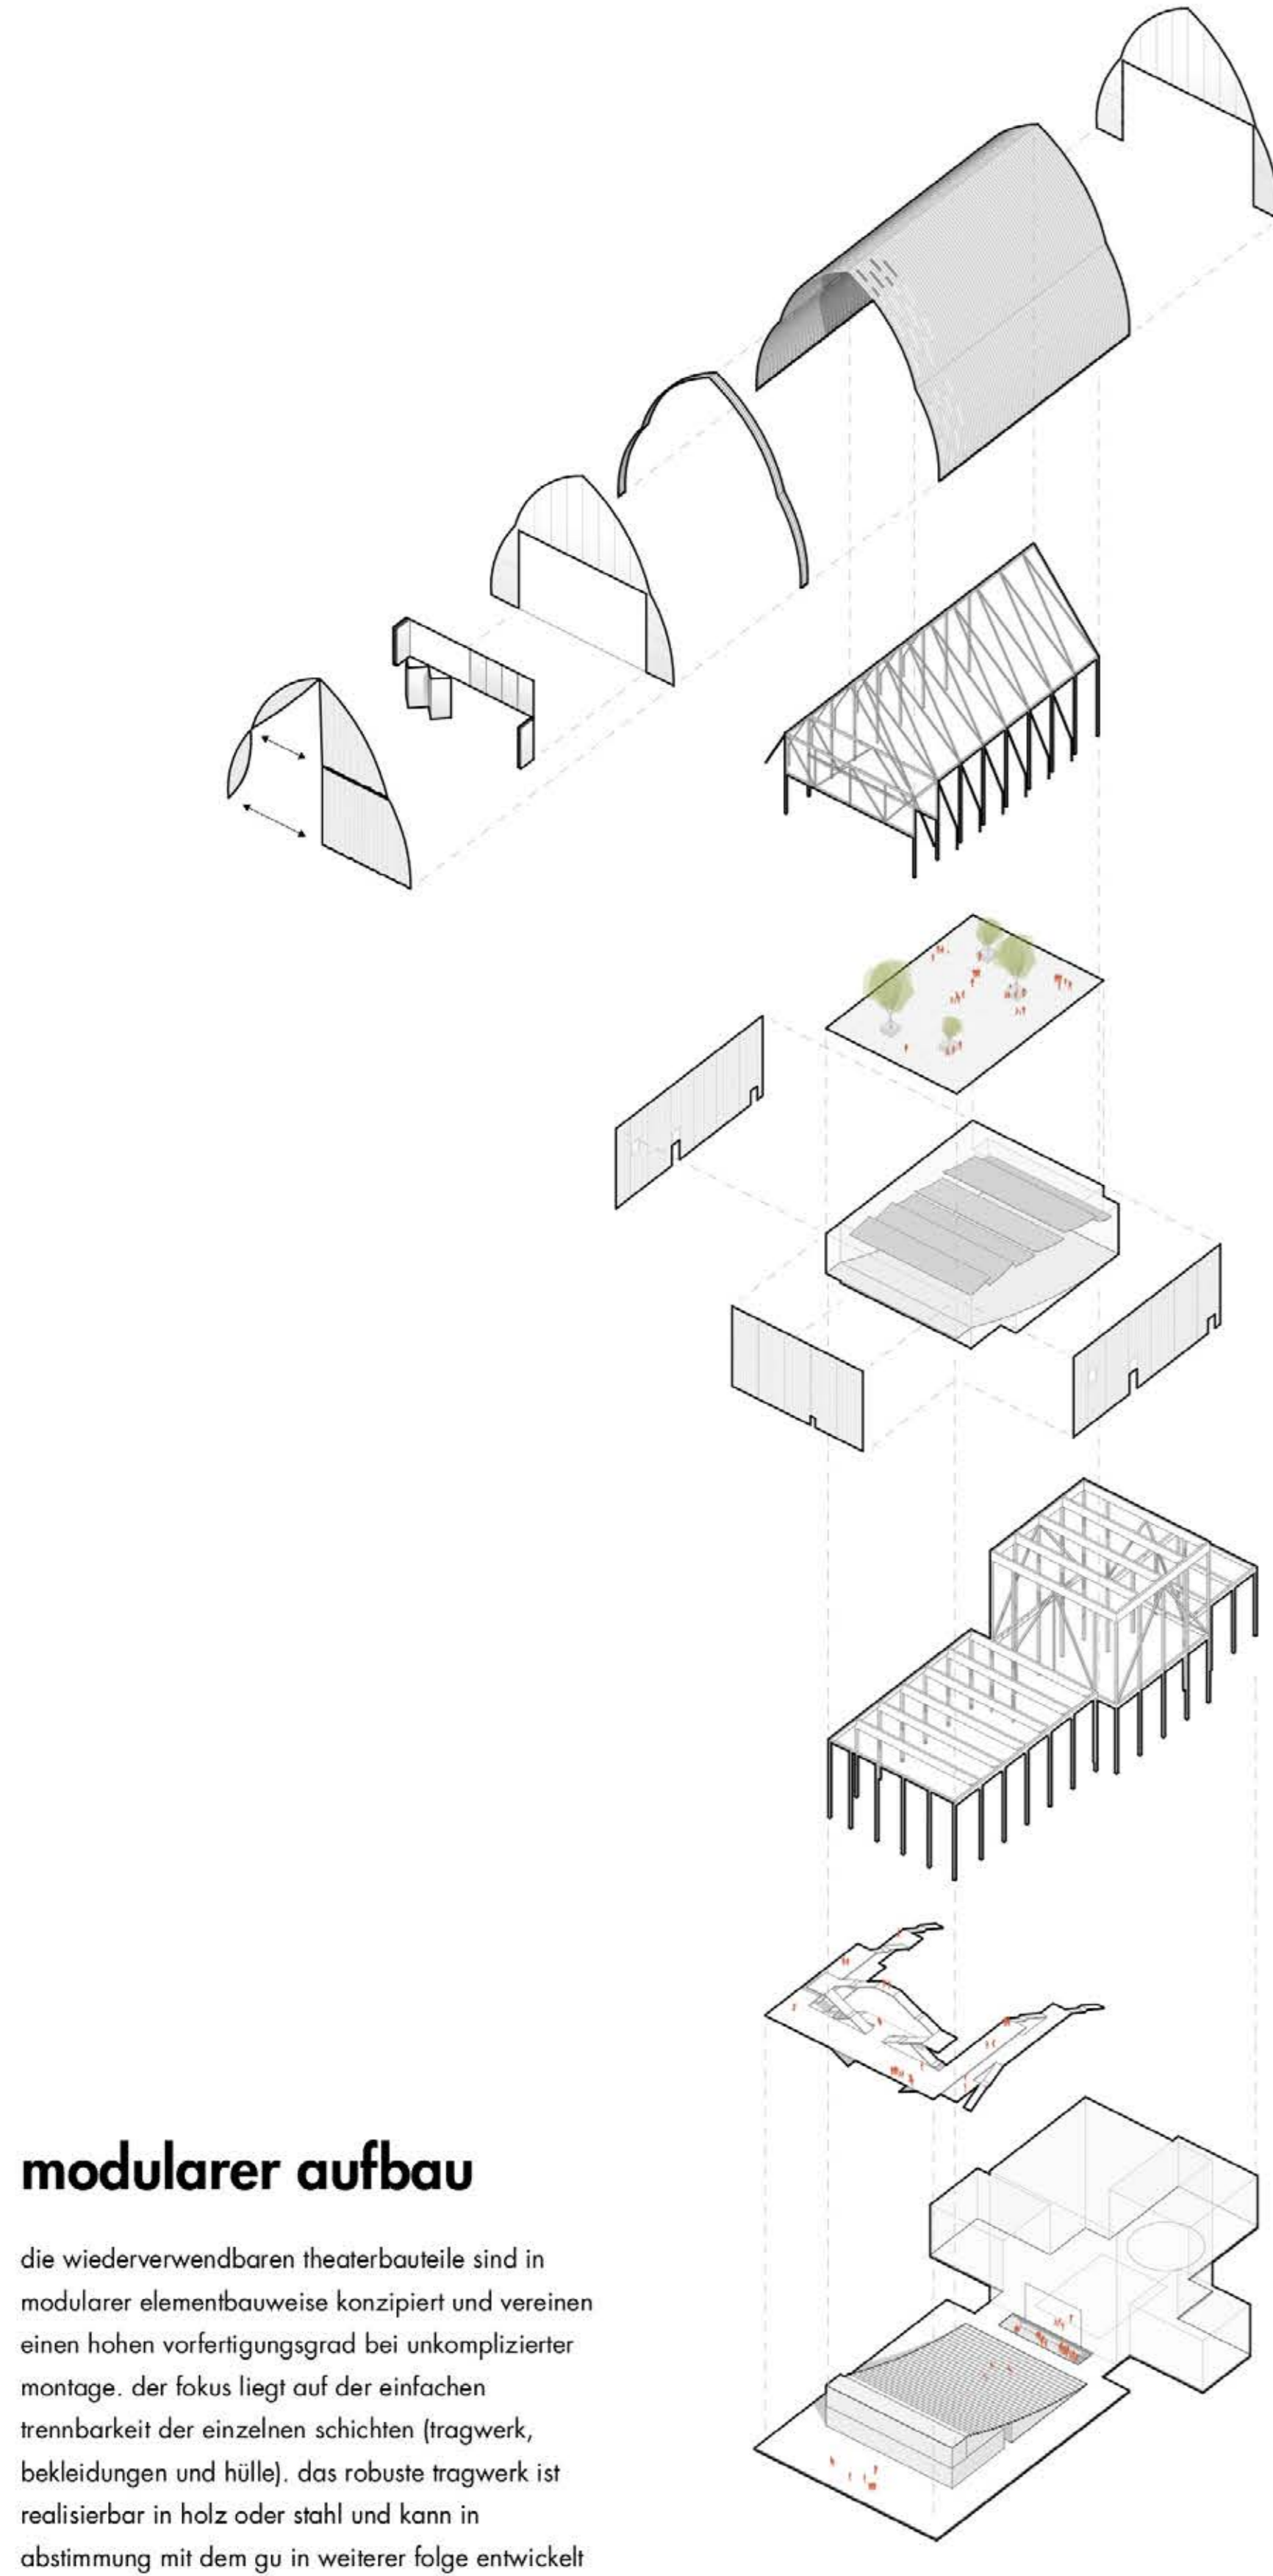 modularer aufbau
die wiederverwendbaren theaterbauteile sind in
modularer elementbauweise konzipiert und vereinen
einen hohen vorfertigungsgrad bei unkomplizierter
montage. der fokus liegt auf der einfachen
trennbarkeit der einzelnen schichten (tragwerk,
bekleidungen und hülle). das robuste tragwerk ist
realisierbar in holz oder stahl und kann in
abstimmung mit dem gu in weiterer folge entwickelt